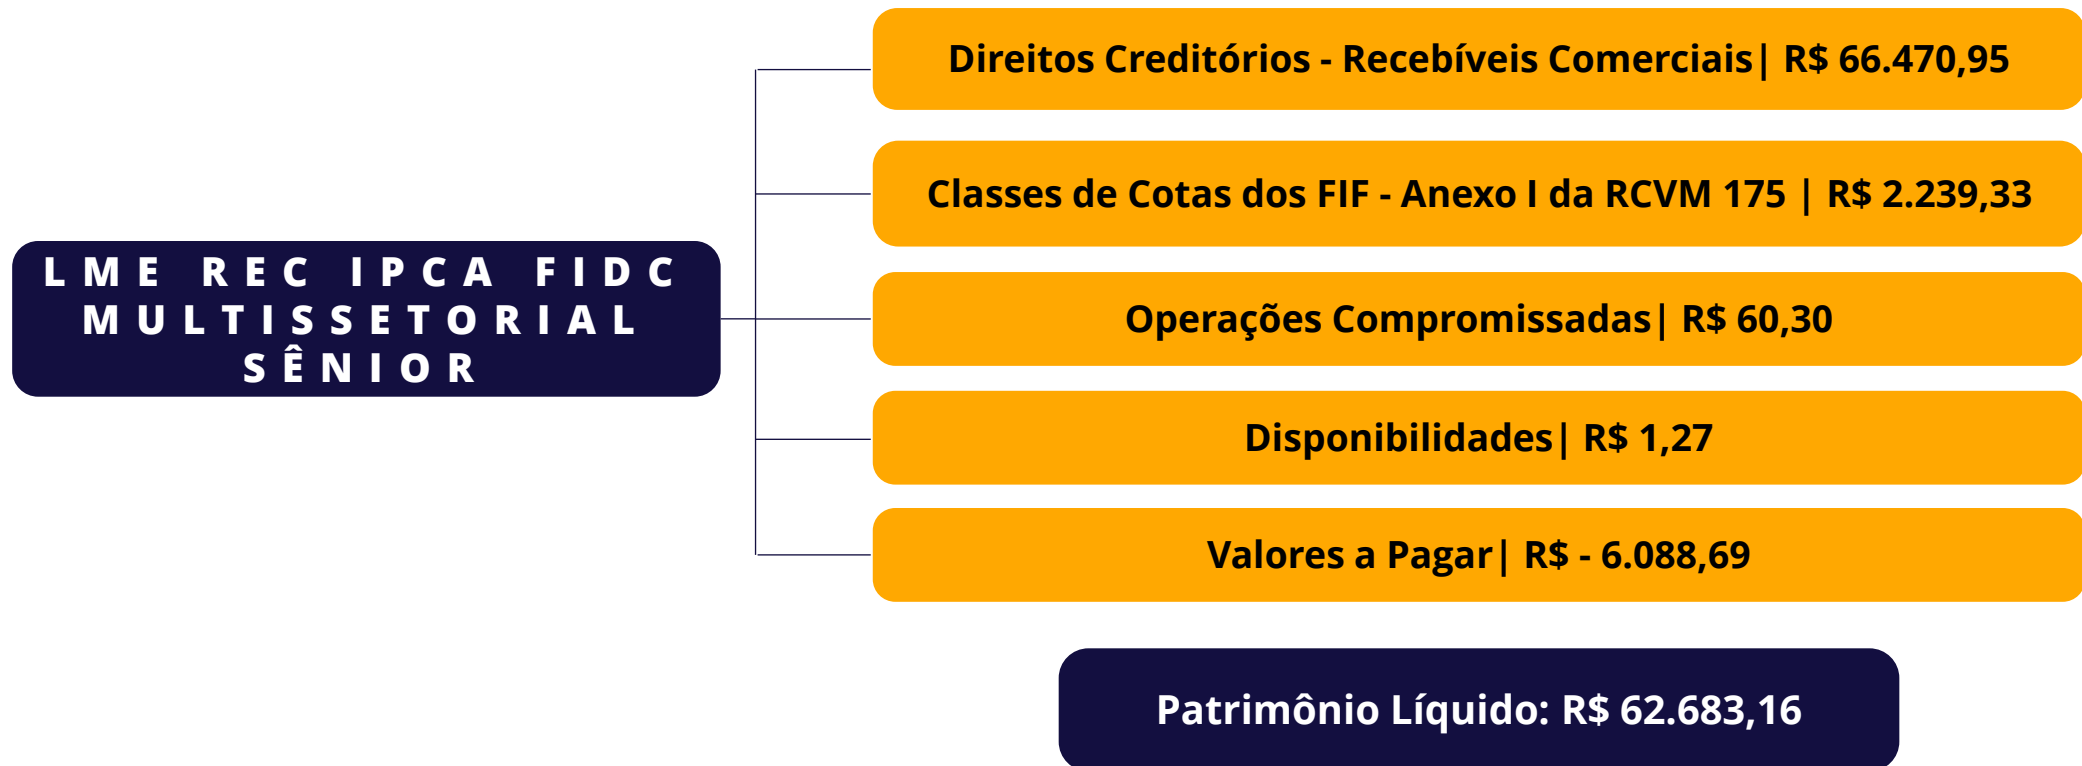 LME REC IPCA FIDC
MULTISSETORIAL
SÊNIOR
Direitos Creditórios - Recebíveis Comerciais| R$ 66.470,95
Classes de Cotas dos FIF - Anexo I da RCVM 175 | R$ 2.239,33
Operações Compromissadas| R$ 60,30
Disponibilidades| R$ 1,27
Valores a Pagar| R$ - 6.088,69
Patrimônio Líquido: R$ 62.683,16